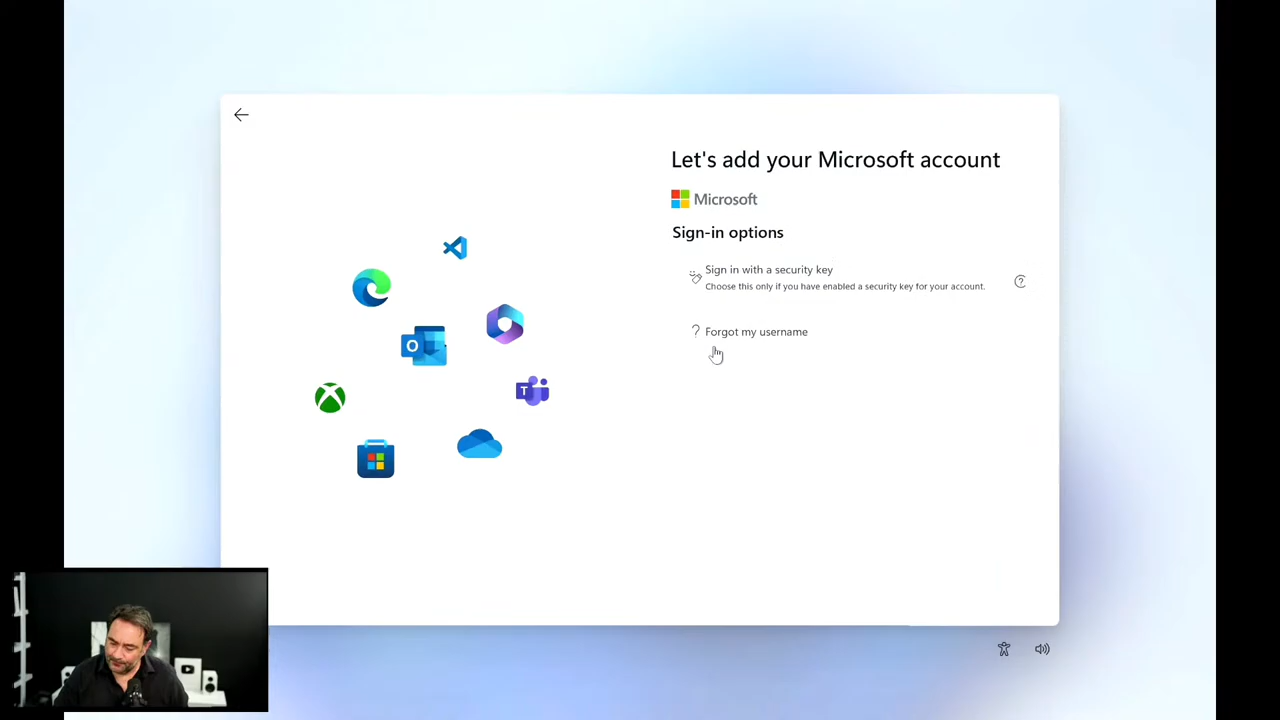 Let's add your Microsoft account
Microsoft
Sign-in options
Sign in with a security key
Choose this only if you have enabled a security key for your account.
Forgot my username